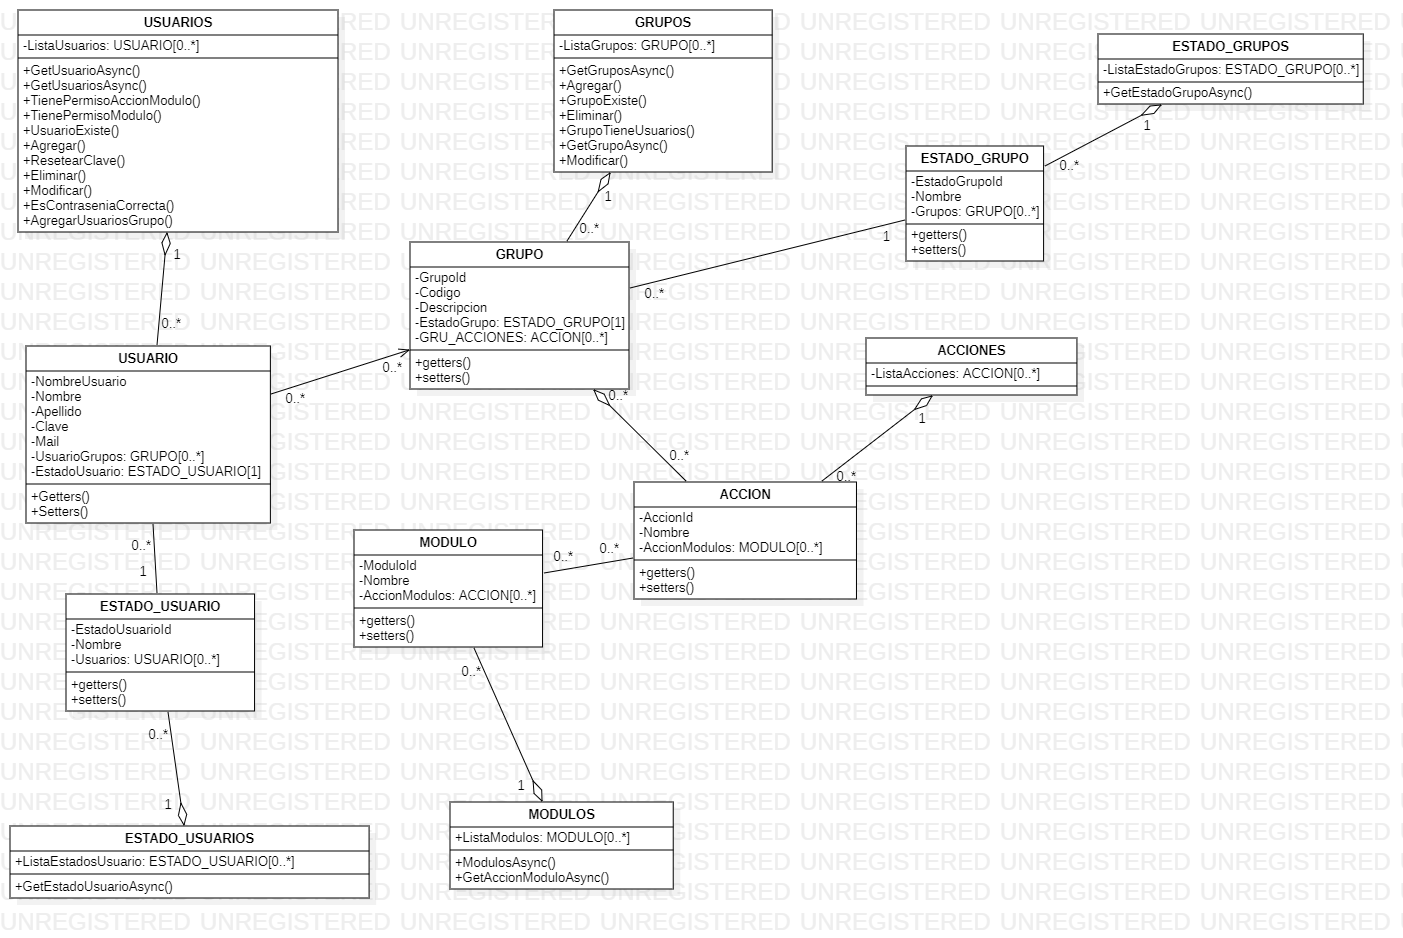 USUARIOS
-ListaUsuarios: USUARIO[0..*]
+GetUsuarioAsync()
+GetUsuariosAsync()
+TienePermisoAccionModulo()
+TienePermisoModulo()
+UsuarioExiste()
+Agregar()
+ResetearClave()
+Eliminar()
+Modificar()
+EsContraseniaCorrecta()
+AgregarUsuariosGrupo()
1
0..*
GRUPOS
-ListaGrupos: GRUPO[0..*]
+GetGruposAsync()
+Agregar()
+GrupoExiste()
+Eliminar()
+GrupoTieneUsuarios()
+GetGrupoAsync()
+Modificar()
1
0..*
ESTADO_GRUPOS
-ListaEstadoGrupos: ESTADO_GRUPO[0..*]
+GetEstadoGrupoAsync()
1
0..*
ESTADO_GRUPO
-EstadoGrupoId
-Nombre
-Grupos: GRUPO[0..*]
+getters()
+setters()
1
0..*
GRUPO
-GrupoId
-Codigo
-Descripcion
-EstadoGrupo: ESTADO_GRUPO[1]
-GRU_ACCIONES: ACCION[0..*]
+getters()
+setters()
0..*
0..*
0..*
0..*
USUARIO
-NombreUsuario
-Nombre
-Apellido
-Clave
-Mail
-UsuarioGrupos: GRUPO[0..*]
-EstadoUsuario: ESTADO_USUARIO[1]
+Getters()
+Setters()
0..*
1
ACCIONES
-ListaAcciones: ACCION[0..*]
1
0..*
ACCION
-AccionId
-Nombre
-AccionModulos: MODULO[0..*]
+getters()
+setters()
0..*
0..*
MODULO
-ModuloId
-Nombre
-AccionModulos: ACCION[0..*]
+getters()
+setters()
0..*
1
ESTADO_USUARIO
-EstadoUsuarioId
-Nombre
-Usuarios: USUARIO[0..*]
+getters()
+setters()
0..*
1
ESTADO_USUARIOS
+ListaEstadosUsuario: ESTADO_USUARIO[0..*]
+GetEstadoUsuarioAsync()
MODULOS
+ListaModulos: MODULO[0..*]
+ModulosAsync()
+GetAccionModuloAsync()
UNREGISTERED